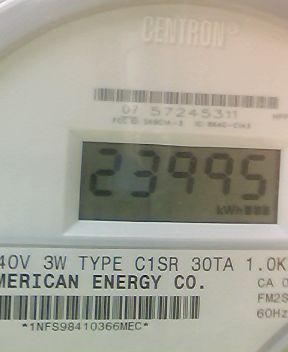 CENTRON®
07 57245311
23995
kWh
40V 3W TYPE C1SR 30TA 1.0K
MERICAN ENERGY CO.
CA 0
FM2S
60Hz
*1NFS98410366MEC*